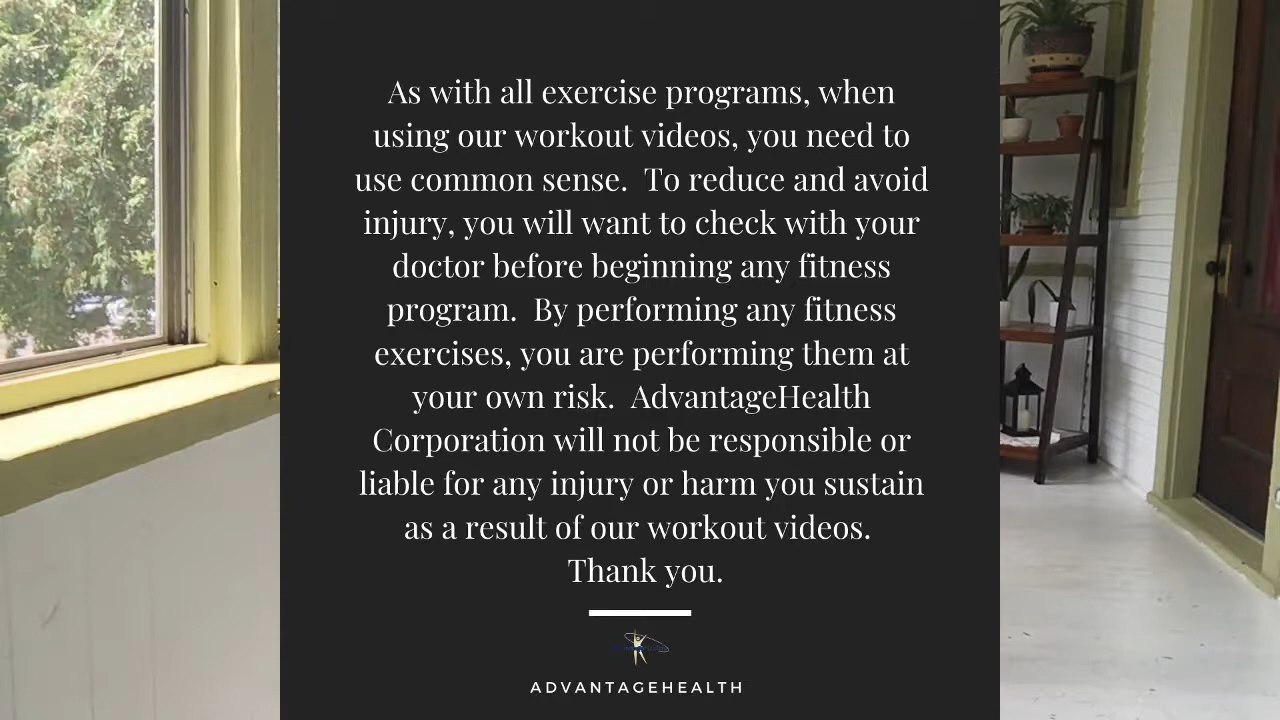 As with all exercise programs, when
using our workout videos, you need to
use common sense.  To reduce and avoid
injury, you will want to check with your
doctor before beginning any fitness
program.  By performing any fitness
exercises, you are performing them at
your own risk.  AdvantageHealth
Corporation will not be responsible or
liable for any injury or harm you sustain
as a result of our workout videos.
Thank you.
ADVANTAGEHEALTH